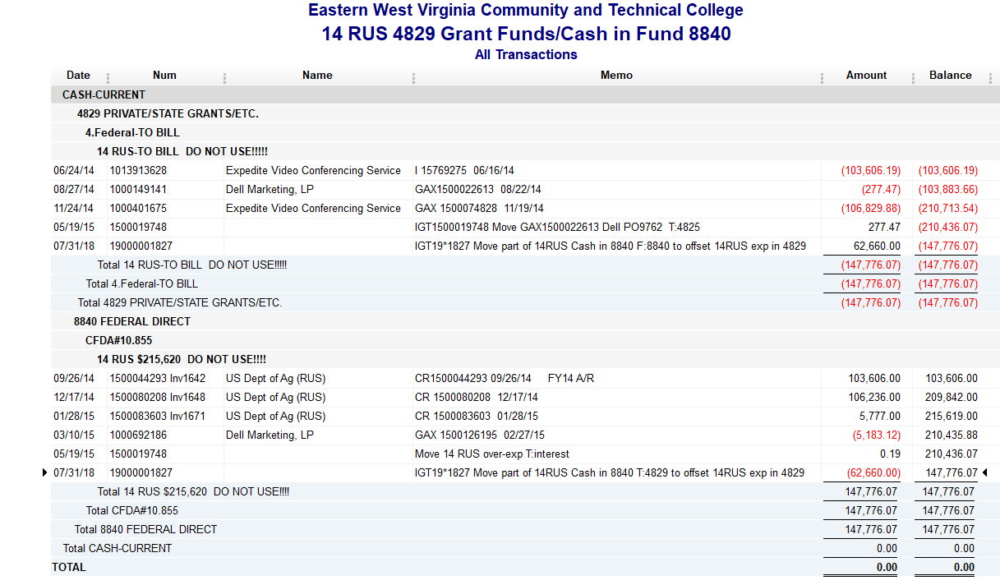 Eastern West Virginia Community and Technical College
14 RUS 4829 Grant Funds/Cash in Fund 8840
All Transactions
Date Num Name Memo Amount Balance
CASH-CURRENT
4829 PRIVATE/STATE GRANTS/ETC.
4.Federal-TO BILL
14 RUS-TO BILL  DO NOT USE!!!!!
06/24/14 1013913628 Expedite Video Conferencing Service I 15769275  06/16/14 (103,606.19) (103,606.19)
08/27/14 1000149141 Dell Marketing, LP GAX1500022613  08/22/14 (277.47) (103,883.66)
11/24/14 1000401675 Expedite Video Conferencing Service GAX 1500074828  11/19/14 (106,829.88) (210,713.54)
05/19/15 1500019748 IGT1500019748 Move GAX1500022613 Dell PO9762  T:4825 277.47 (210,436.07)
07/31/18 19000001827 IGT19*1827 Move part of 14RUS Cash in 8840 F:8840 to offset 14RUS exp in 4829 62,660.00 (147,776.07)
Total 14 RUS-TO BILL  DO NOT USE!!!!! (147,776.07) (147,776.07)
Total 4.Federal-TO BILL (147,776.07) (147,776.07)
Total 4829 PRIVATE/STATE GRANTS/ETC. (147,776.07) (147,776.07)
8840 FEDERAL DIRECT
CFDA#10.855
14 RUS $215,620  DO NOT USE!!!!
09/26/14 1500044293 Inv1642 US Dept of Ag (RUS) CR1500044293 09/26/14     FY14 A/R 103,606.00 103,606.00
12/17/14 1500080208 Inv1648 US Dept of Ag (RUS) CR 1500080208  12/17/14 106,236.00 209,842.00
01/28/15 1500083603 Inv1671 US Dept of Ag (RUS) CR 1500083603  01/28/15 5,777.00 215,619.00
03/10/15 1000692186 Dell Marketing, LP GAX 1500126195  02/27/15 (5,183.12) 210,435.88
05/19/15 1500019748 Move 14 RUS over-exp T:interest 0.19 210,436.07
07/31/18 19000001827 IGT19*1827 Move part of 14RUS Cash in 8840 T:4829 to offset 14RUS exp in 4829 (62,660.00) 147,776.07
Total 14 RUS $215,620  DO NOT USE!!!! 147,776.07 147,776.07
Total CFDA#10.855 147,776.07 147,776.07
Total 8840 FEDERAL DIRECT 147,776.07 147,776.07
Total CASH-CURRENT 0.00 0.00
TOTAL 0.00 0.00